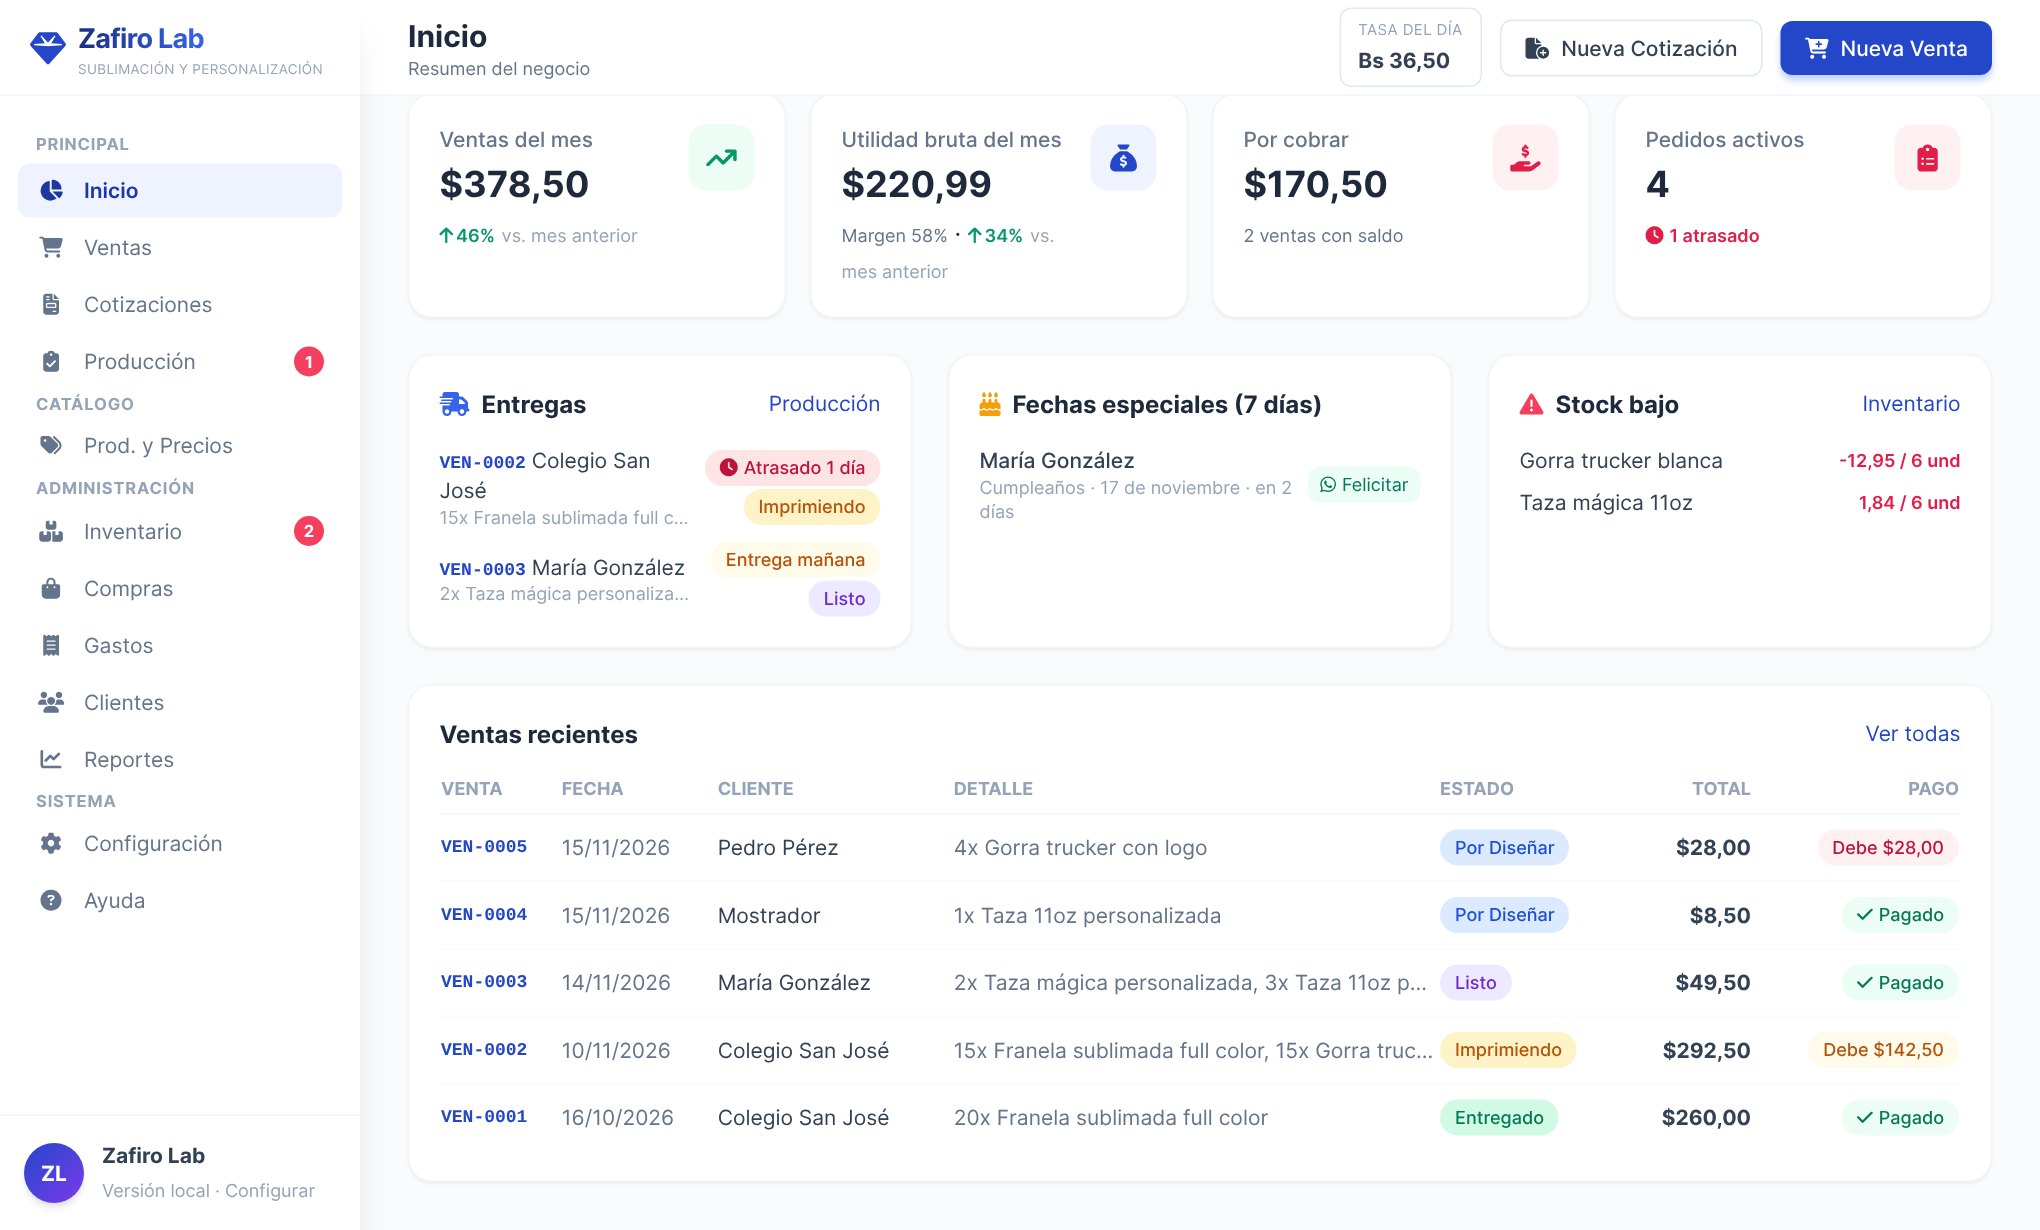 Zafiro Lab
SUBLIMACIÓN Y PERSONALIZACIÓN
PRINCIPAL
Inicio
Ventas
Cotizaciones
Producción 1
CATÁLOGO
Prod. y Precios
ADMINISTRACIÓN
Inventario 2
Compras
Gastos
Clientes
Reportes
SISTEMA
Configuración
Ayuda
ZL
Zafiro Lab
Versión local · Configurar
Inicio
Resumen del negocio
TASA DEL DÍA
Bs 36,50
Nueva Cotización
Nueva Venta
Ventas del mes
$378,50
46% vs. mes anterior
Utilidad bruta del mes
$220,99
Margen 58% · 34% vs.
mes anterior
Por cobrar
$170,50
2 ventas con saldo
Pedidos activos
4
1 atrasado
Entregas Producción
VEN-0002 Colegio San
José
15x Franela sublimada full c...
Atrasado 1 día
Imprimiendo
VEN-0003 María González
2x Taza mágica personaliza...
Entrega mañana
Listo
Fechas especiales (7 días)
María González
Cumpleaños · 17 de noviembre · en 2
días
Felicitar
Stock bajo Inventario
Gorra trucker blanca -12,95 / 6 und
Taza mágica 11oz 1,84 / 6 und
Ventas recientes Ver todas
VENTA FECHA CLIENTE DETALLE ESTADO TOTAL PAGO
VEN-0005 15/11/2026 Pedro Pérez 4x Gorra trucker con logo Por Diseñar $28,00 Debe $28,00
VEN-0004 15/11/2026 Mostrador 1x Taza 11oz personalizada Por Diseñar $8,50 Pagado
VEN-0003 14/11/2026 María González 2x Taza mágica personalizada, 3x Taza 11oz p... Listo $49,50 Pagado
VEN-0002 10/11/2026 Colegio San José 15x Franela sublimada full color, 15x Gorra truc... Imprimiendo $292,50 Debe $142,50
VEN-0001 16/10/2026 Colegio San José 20x Franela sublimada full color Entregado $260,00 Pagado